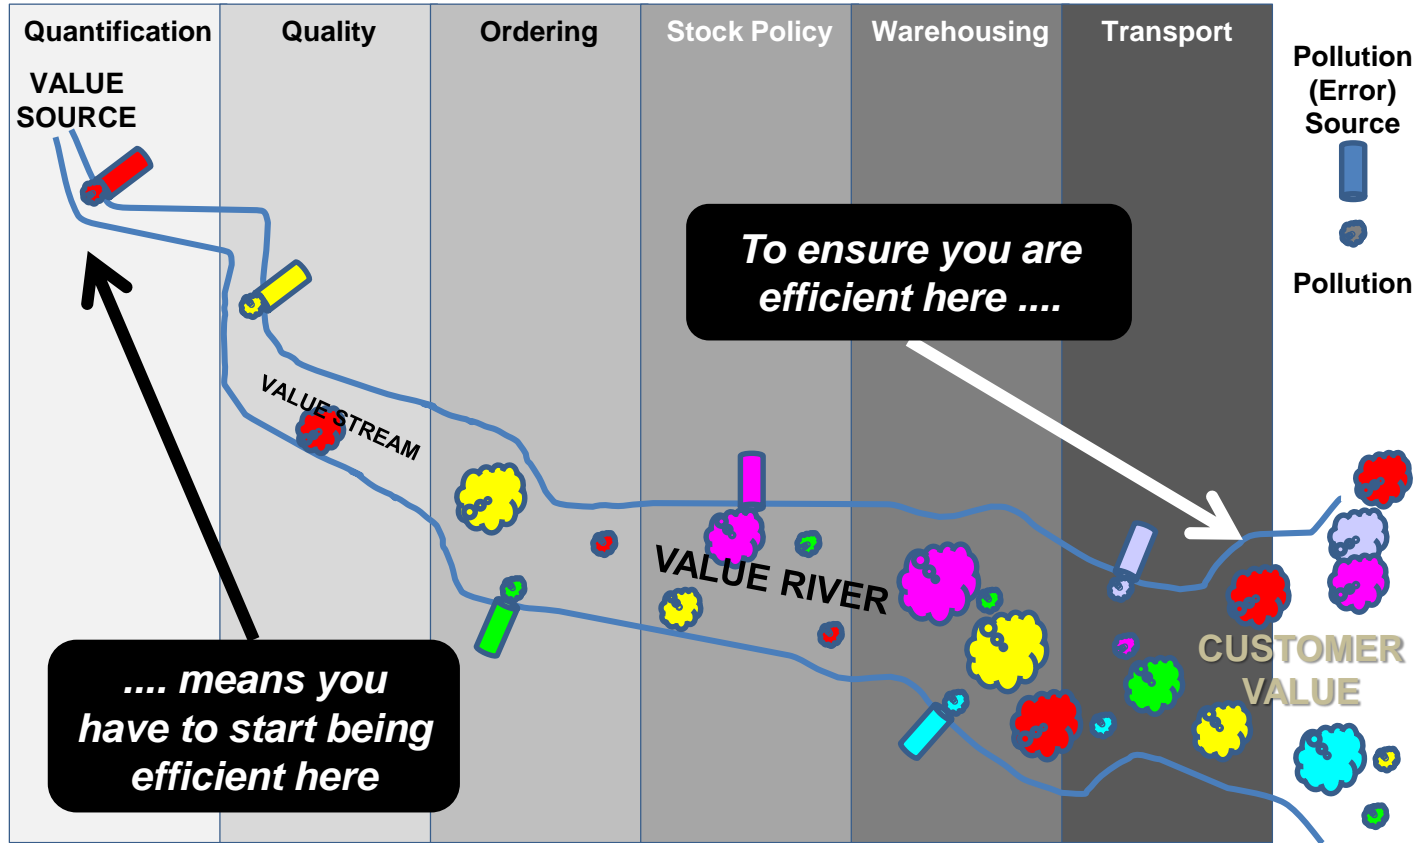 Quantification
Quality
Ordering
Stock Policy
Warehousing
Transport
Pollution
(Error)
Source
Pollution
VALUE
SOURCE
To ensure you are
efficient here ....
VALUE STREAM
VALUE RIVER
CUSTOMER
VALUE
.... means you
have to start being
efficient here